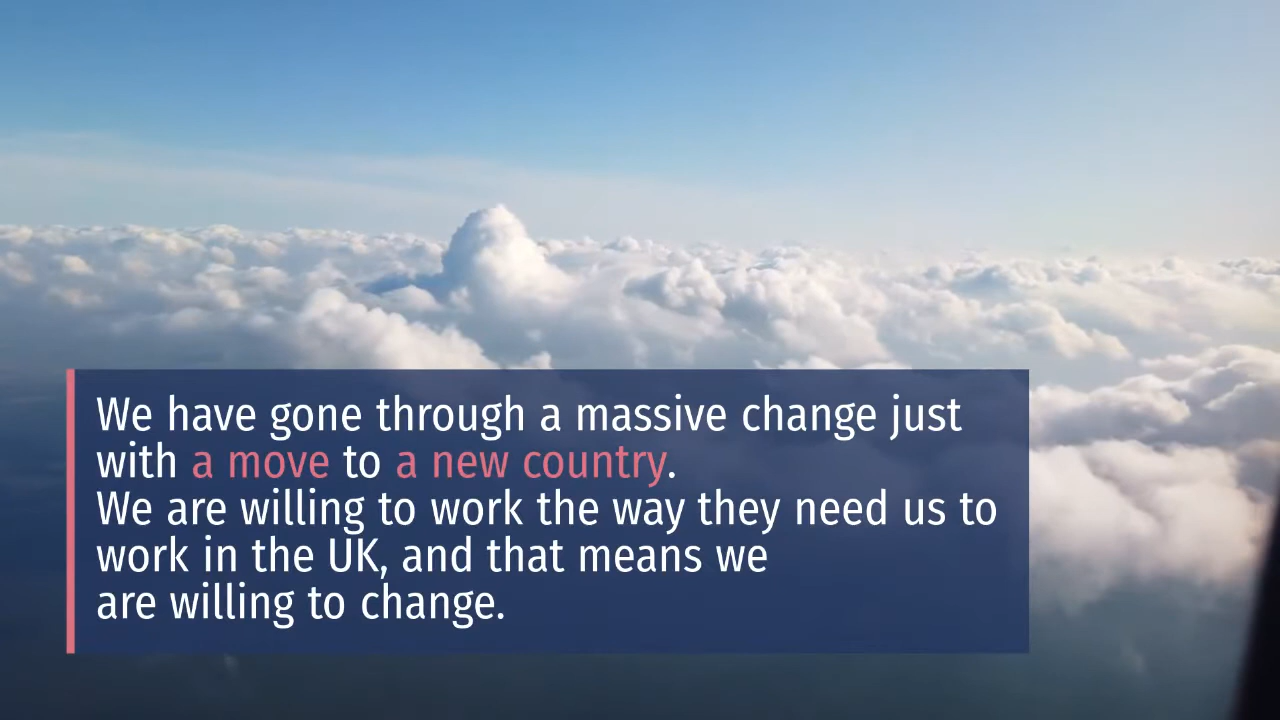 We have gone through a massive change just
with a move to a new country.
We are willing to work the way they need us to
work in the UK, and that means we
are willing to change.